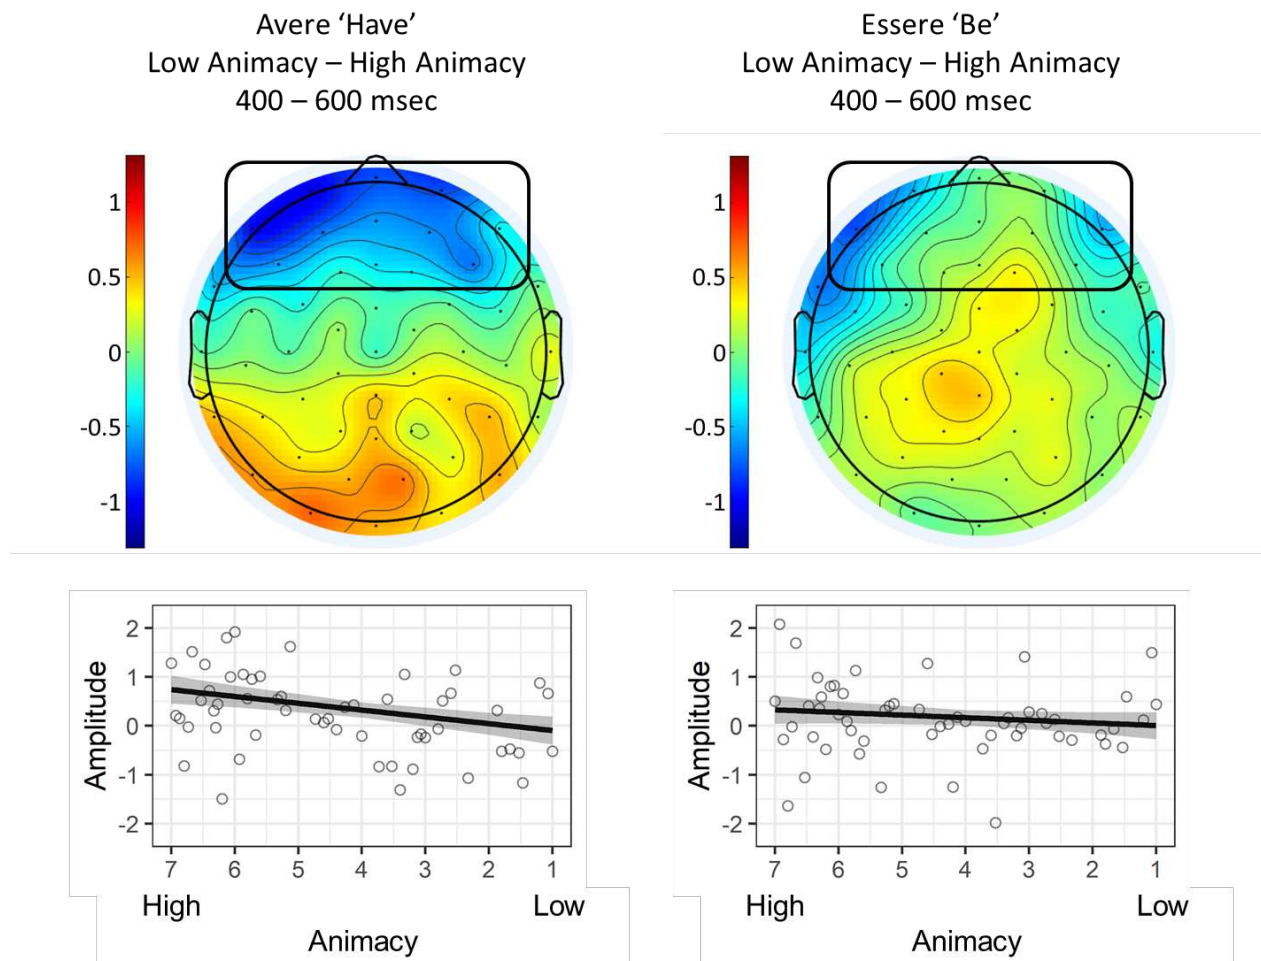 Avere ‘Have’
Low Animacy – High Animacy
400 – 600 msec
Essere ‘Be’
Low Animacy – High Animacy
400 – 600 msec
1
0.5
0
-0.5
-1
1
0.5
0
-0.5
-1
Amplitude
2
1
0
-1
-2
7 6 5 4 3 2 1
High Low
Animacy
Amplitude
2
1
0
-1
-2
7 6 5 4 3 2 1
High Low
Animacy